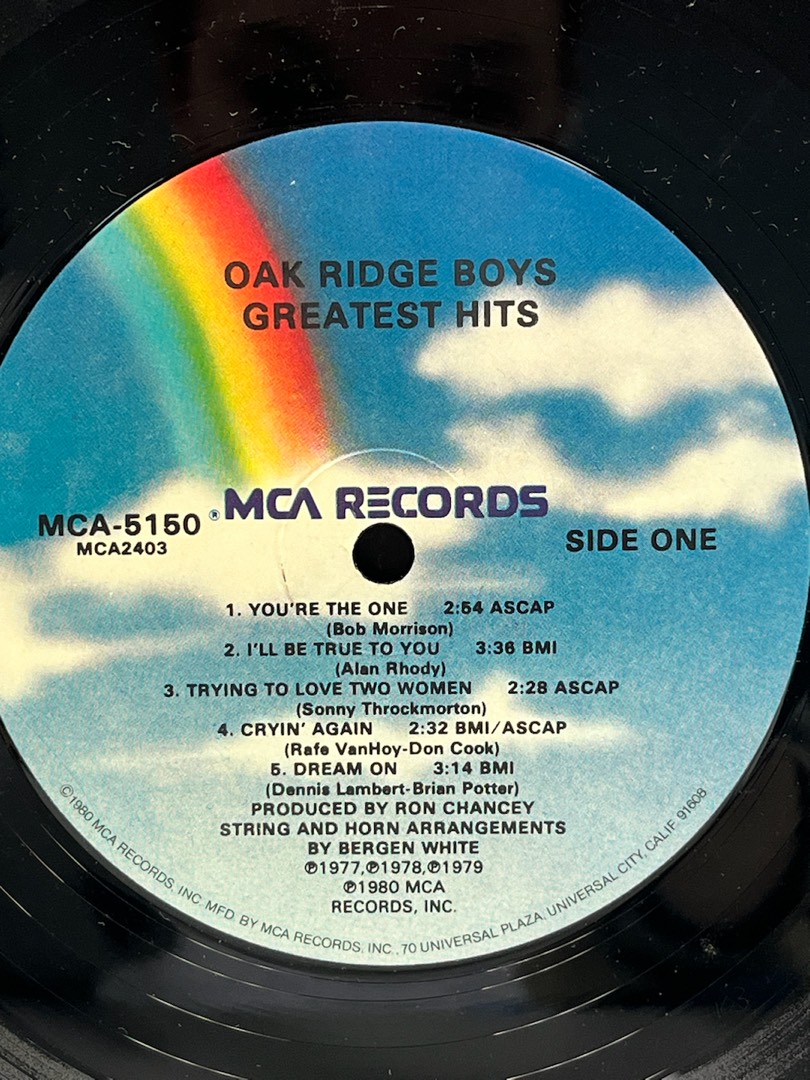 OAK RIDGE BOYS
GREATEST HITS
MCA-5150
MCA2403
® MCA RECORDS
SIDE ONE
1. YOU'RE THE ONE 2:54 ASCAP
(Bob Morrison)
2. I'LL BE TRUE TO YOU 3:36 BMI
(Alan Rhody)
3. TRYING TO LOVE TWO WOMEN 2:28 ASCAP
(Sonny Throckmorton)
4. CRYIN' AGAIN 2:32 BMI/ASCAP
(Rafe VanHoy-Don Cook)
5. DREAM ON 3:14 BMI
(Dennis Lambert-Brian Potter)
PRODUCED BY RON CHANCEY
STRING AND HORN ARRANGEMENTS
BY BERGEN WHITE
℗1977,℗1978,℗1979
℗1980 MCA
RECORDS, INC.
©1980 MCA RECORDS, INC. MFD. BY MCA RECORDS, INC., 70 UNIVERSAL PLAZA, UNIVERSAL CITY, CALIF. 91608